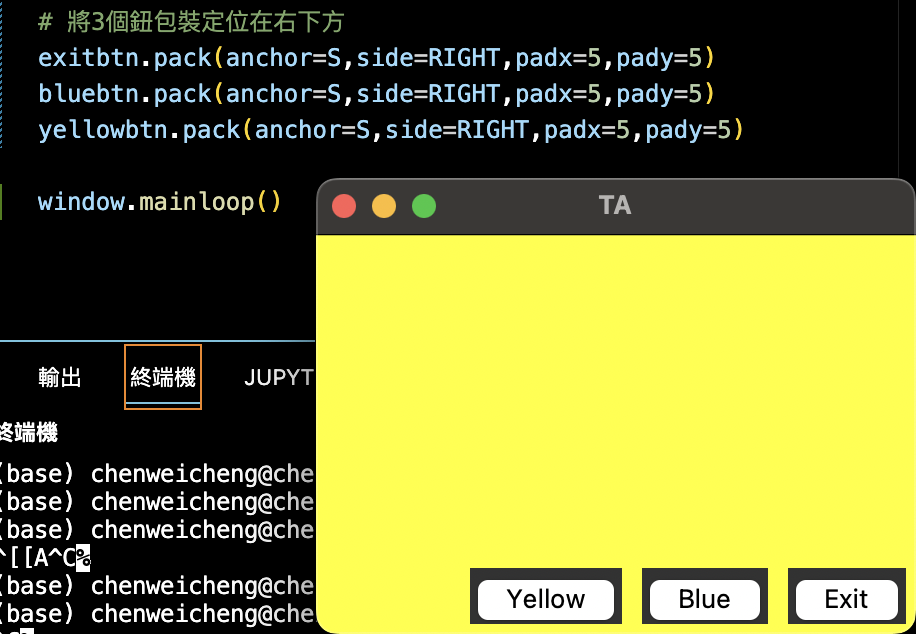 # 將3個鈕包裝定位在右下方
exitbtn.pack(anchor=S,side=RIGHT,padx=5,pady=5)
bluebtn.pack(anchor=S,side=RIGHT,padx=5,pady=5)
yellowbtn.pack(anchor=S,side=RIGHT,padx=5,pady=5)
window.mainloop()
TA
輸出 終端機 JUPYT
終端機
(base) chenweicheng@che
(base) chenweicheng@che
(base) chenweicheng@che
^[[A^C%
(base) chenweicheng@che
(base) chenweicheng@che
Yellow Blue Exit